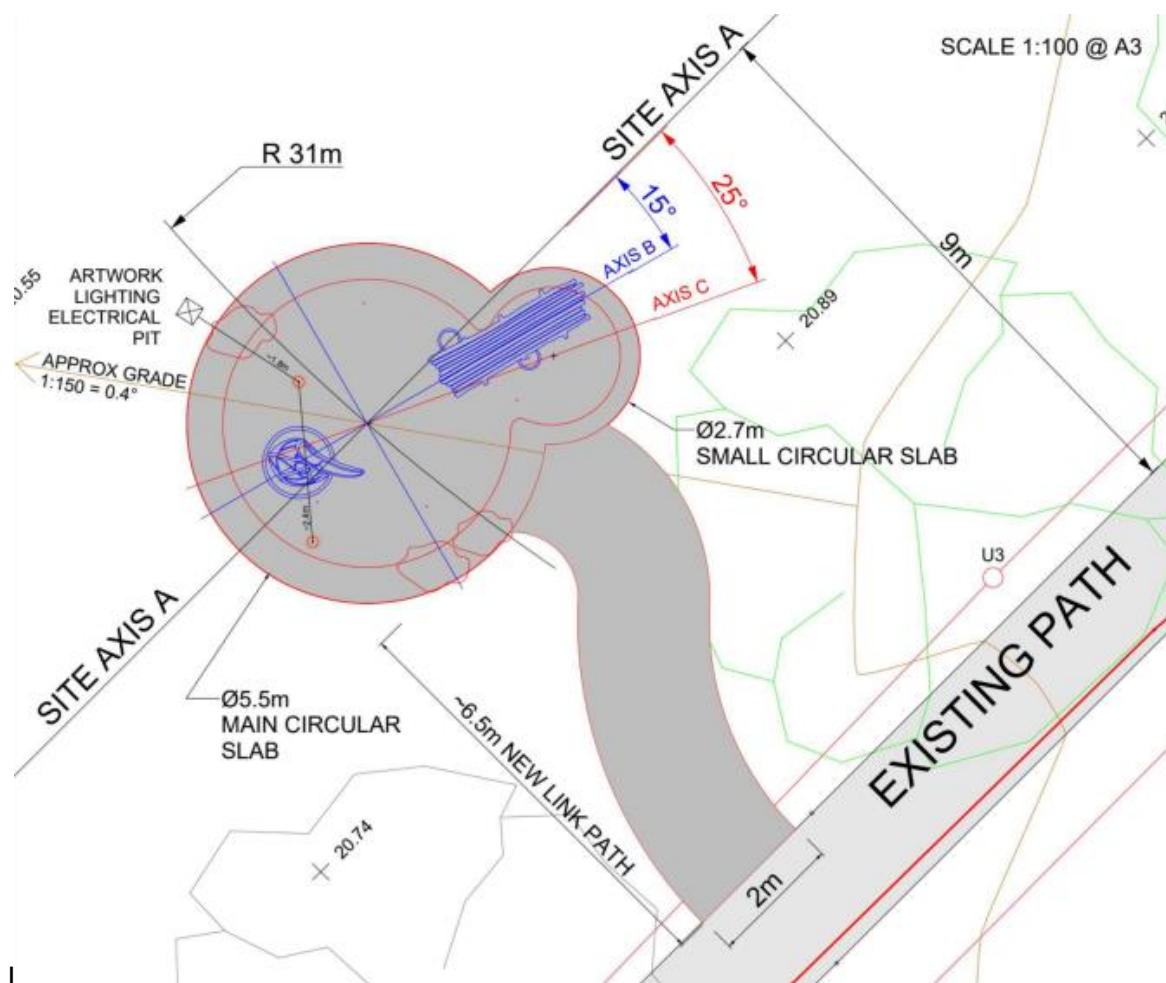 SCALE 1:100 @ A3
SITE AXIS A
R 31m
15°
25°
9m
AXIS B
AXIS C
ARTWORK
LIGHTING
ELECTRICAL
PIT
~1.8m
20.89
APPROX GRADE
1:150 = 0.4°
Ø2.7m
SMALL CIRCULAR SLAB
U3
SITE AXIS A
EXISTING PATH
Ø5.5m
MAIN CIRCULAR
SLAB
~6.5m NEW LINK PATH
20.74
2m